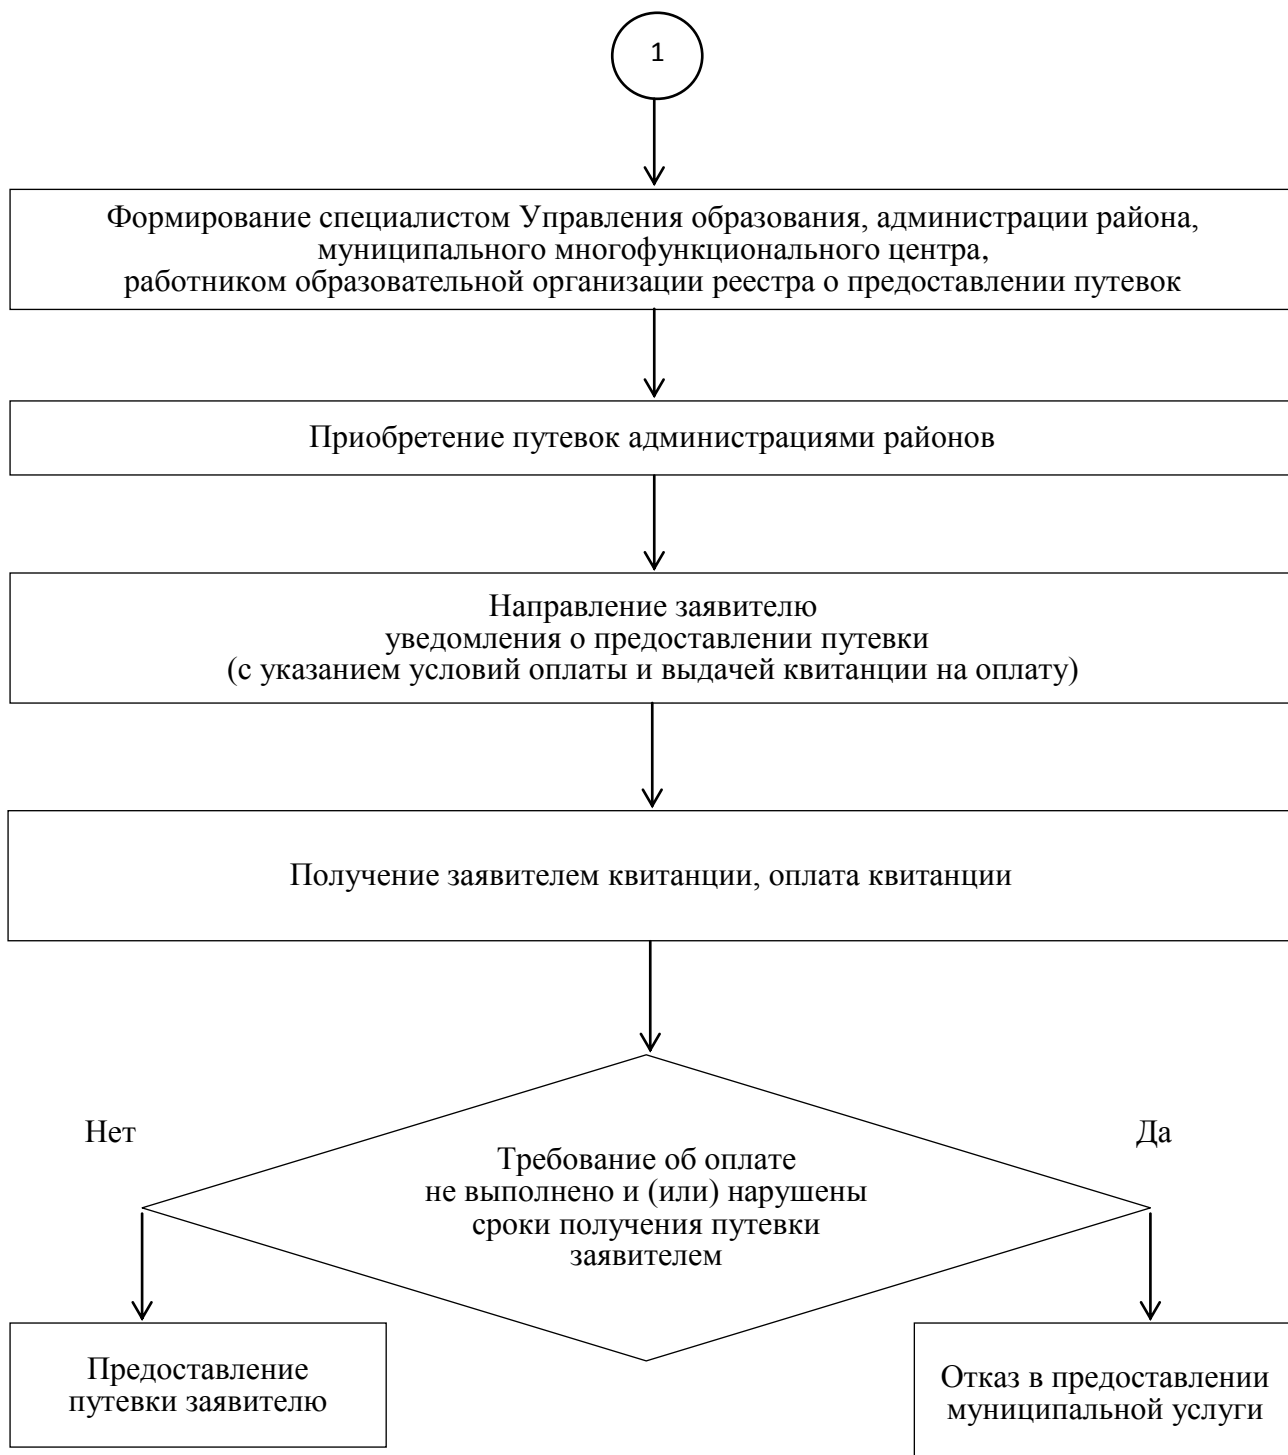 1
Формирование специалистом Управления образования, администрации района,
муниципального многофункционального центра,
работником образовательной организации реестра о предоставлении путевок
Приобретение путевок администрациями районов
Направление заявителю
уведомления о предоставлении путевки
(с указанием условий оплаты и выдачей квитанции на оплату)
Получение заявителем квитанции, оплата квитанции
Нет
Да
Требование об оплате
не выполнено и (или) нарушены
сроки получения путевки
заявителем
Предоставление
путевки заявителю
Отказ в предоставлении
муниципальной услуги